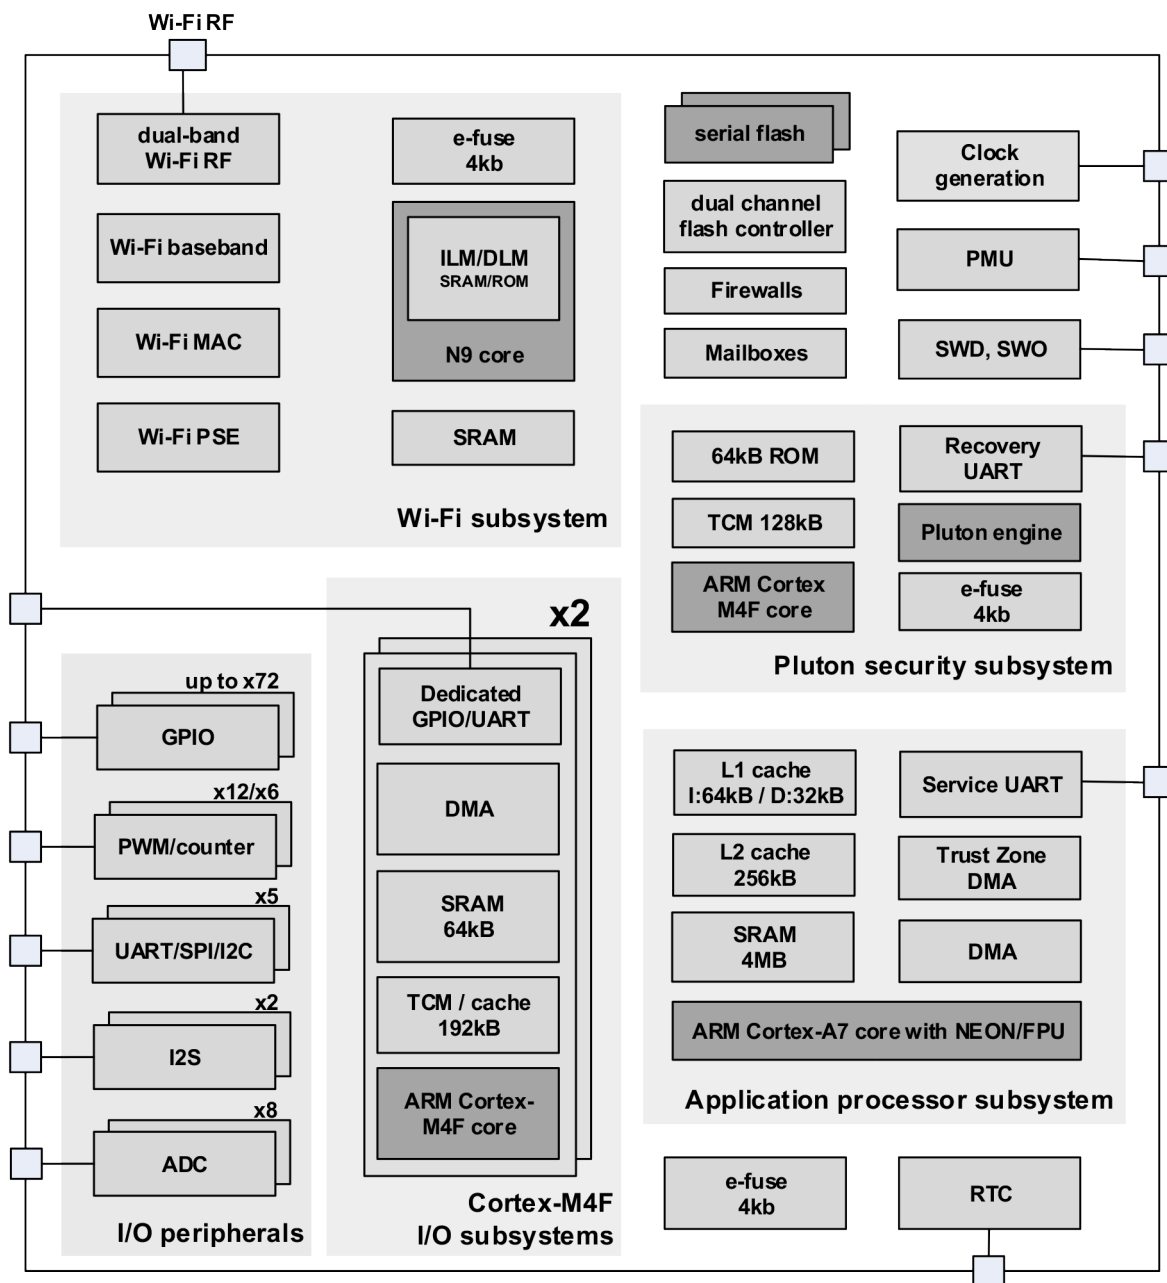 Wi-Fi RF
dual-band
Wi-Fi RF
Wi-Fi baseband
Wi-Fi MAC
Wi-Fi PSE
e-fuse
4kb
ILM/DLM
SRAM/ROM
N9 core
SRAM
Wi-Fi subsystem
serial flash
dual channel
flash controller
Firewalls
Mailboxes
Clock
generation
PMU
SWD, SWO
64kB ROM
TCM 128kB
ARM Cortex
M4F core
Recovery
UART
Pluton engine
e-fuse
4kb
Pluton security subsystem
up to x72
GPIO
x12/x6
PWM/counter
x5
UART/SPI/I2C
x2
I2S
x8
ADC
I/O peripherals
x2
Dedicated
GPIO/UART
DMA
SRAM
64kB
TCM / cache
192kB
ARM Cortex-
M4F core
Cortex-M4F
I/O subsystems
L1 cache
I:64kB / D:32kB
L2 cache
256kB
SRAM
4MB
Service UART
Trust Zone
DMA
DMA
ARM Cortex-A7 core with NEON/FPU
Application processor subsystem
e-fuse
4kb
RTC